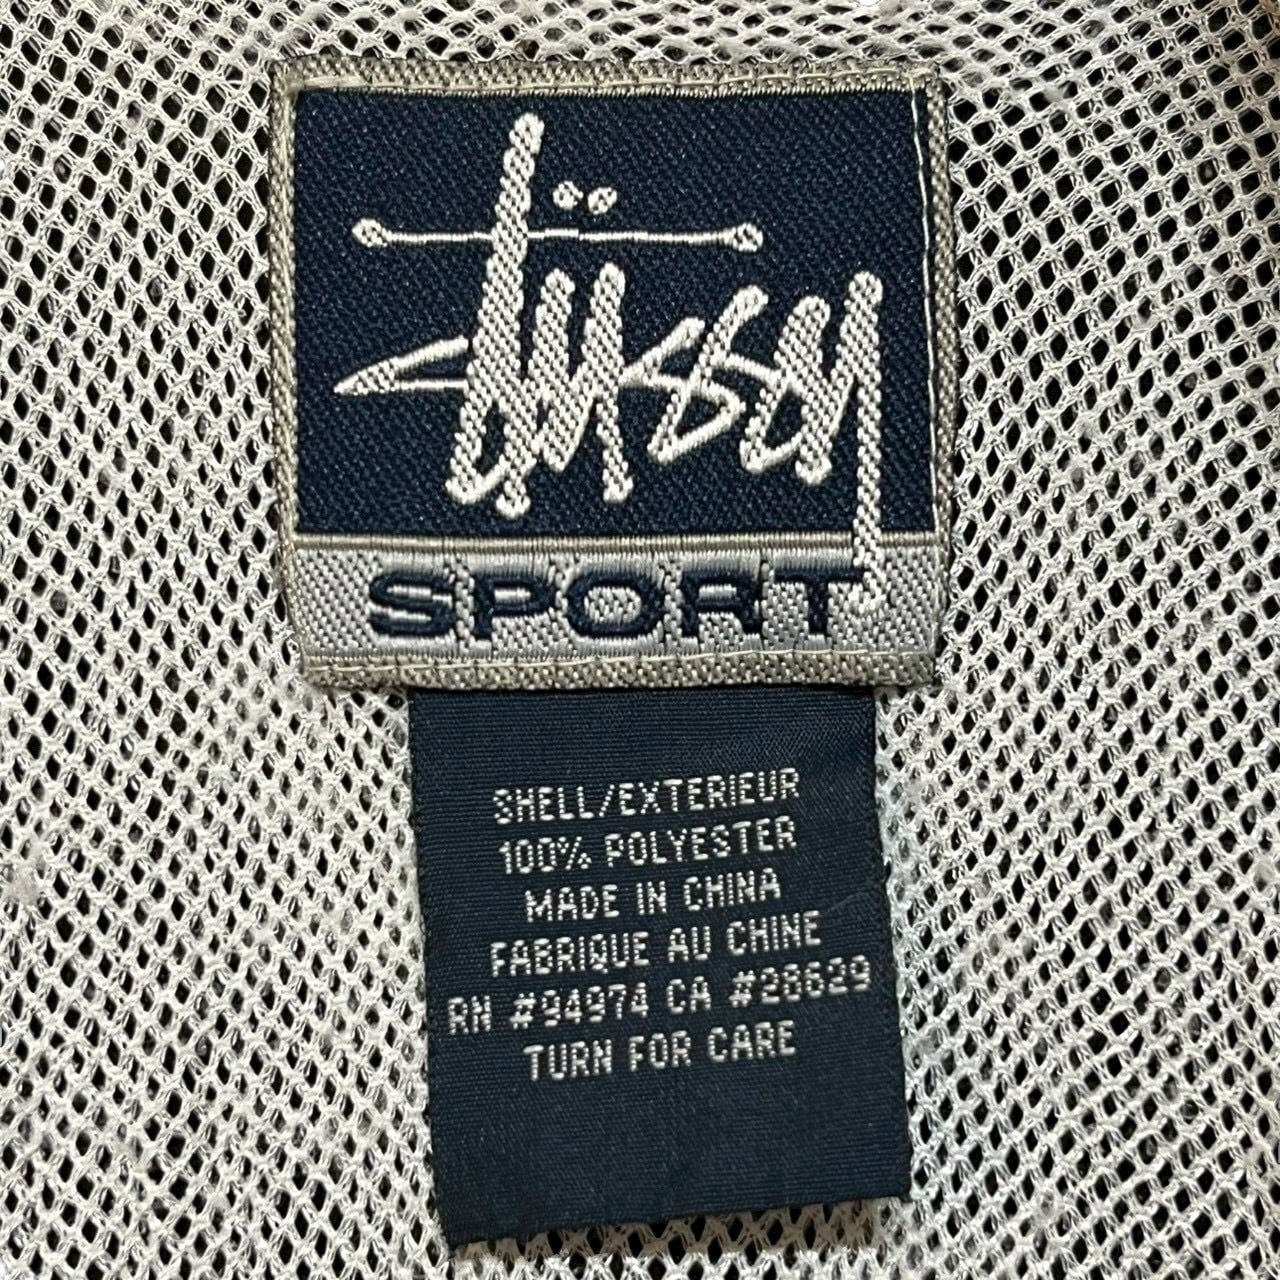 Stüssy
SPORT
SHELL/EXTERIEUR
100% POLYESTER
MADE IN CHINA
FABRIQUE AU CHINE
RN #94974 CA #28629
TURN FOR CARE